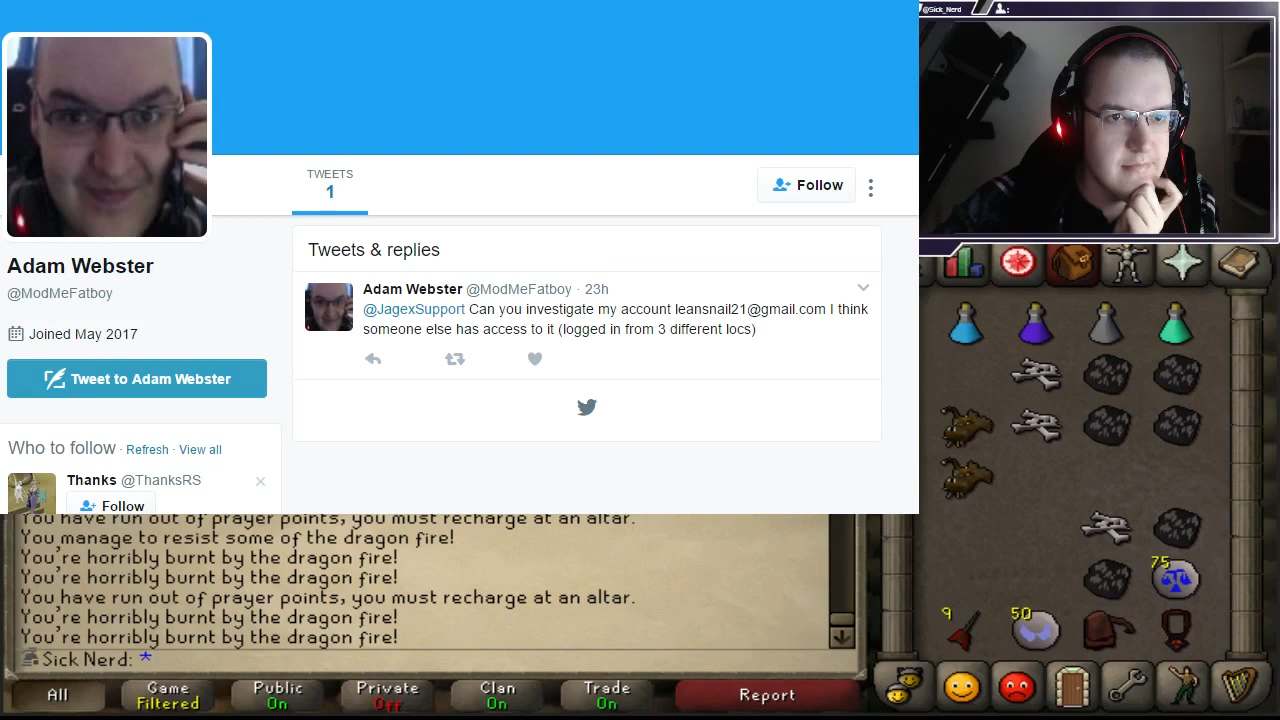 @Sick_Nerd
TWEETS
1
Follow
Adam Webster
@ModMeFatboy
Joined May 2017
Tweet to Adam Webster
Who to follow · Refresh · View all
Thanks @ThanksRS
Follow
Tweets & replies
Adam Webster @ModMeFatboy · 23h
@JagexSupport Can you investigate my account leansnail21@gmail.com I think
someone else has access to it (logged in from 3 different locs)
75
9
50
You have run out of prayer points, you must recharge at an altar.
You manage to resist some of the dragon fire!
You're horribly burnt by the dragon fire!
You're horribly burnt by the dragon fire!
You have run out of prayer points, you must recharge at an altar.
You're horribly burnt by the dragon fire!
You're horribly burnt by the dragon fire!
Sick Nerd: *
All
Game
Filtered
Public
On
Private
Off
Clan
On
Trade
On
Report